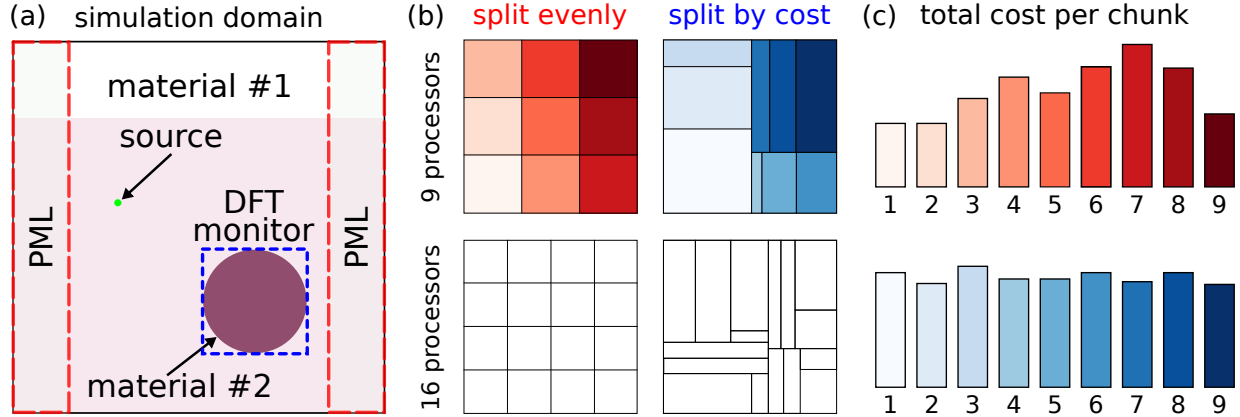 (a) simulation domain
material #1
source
DFT
monitor
PML
PML
material #2
(b) split evenly split by cost
9 processors
16 processors
(c) total cost per chunk
1 2 3 4 5 6 7 8 9
1 2 3 4 5 6 7 8 9